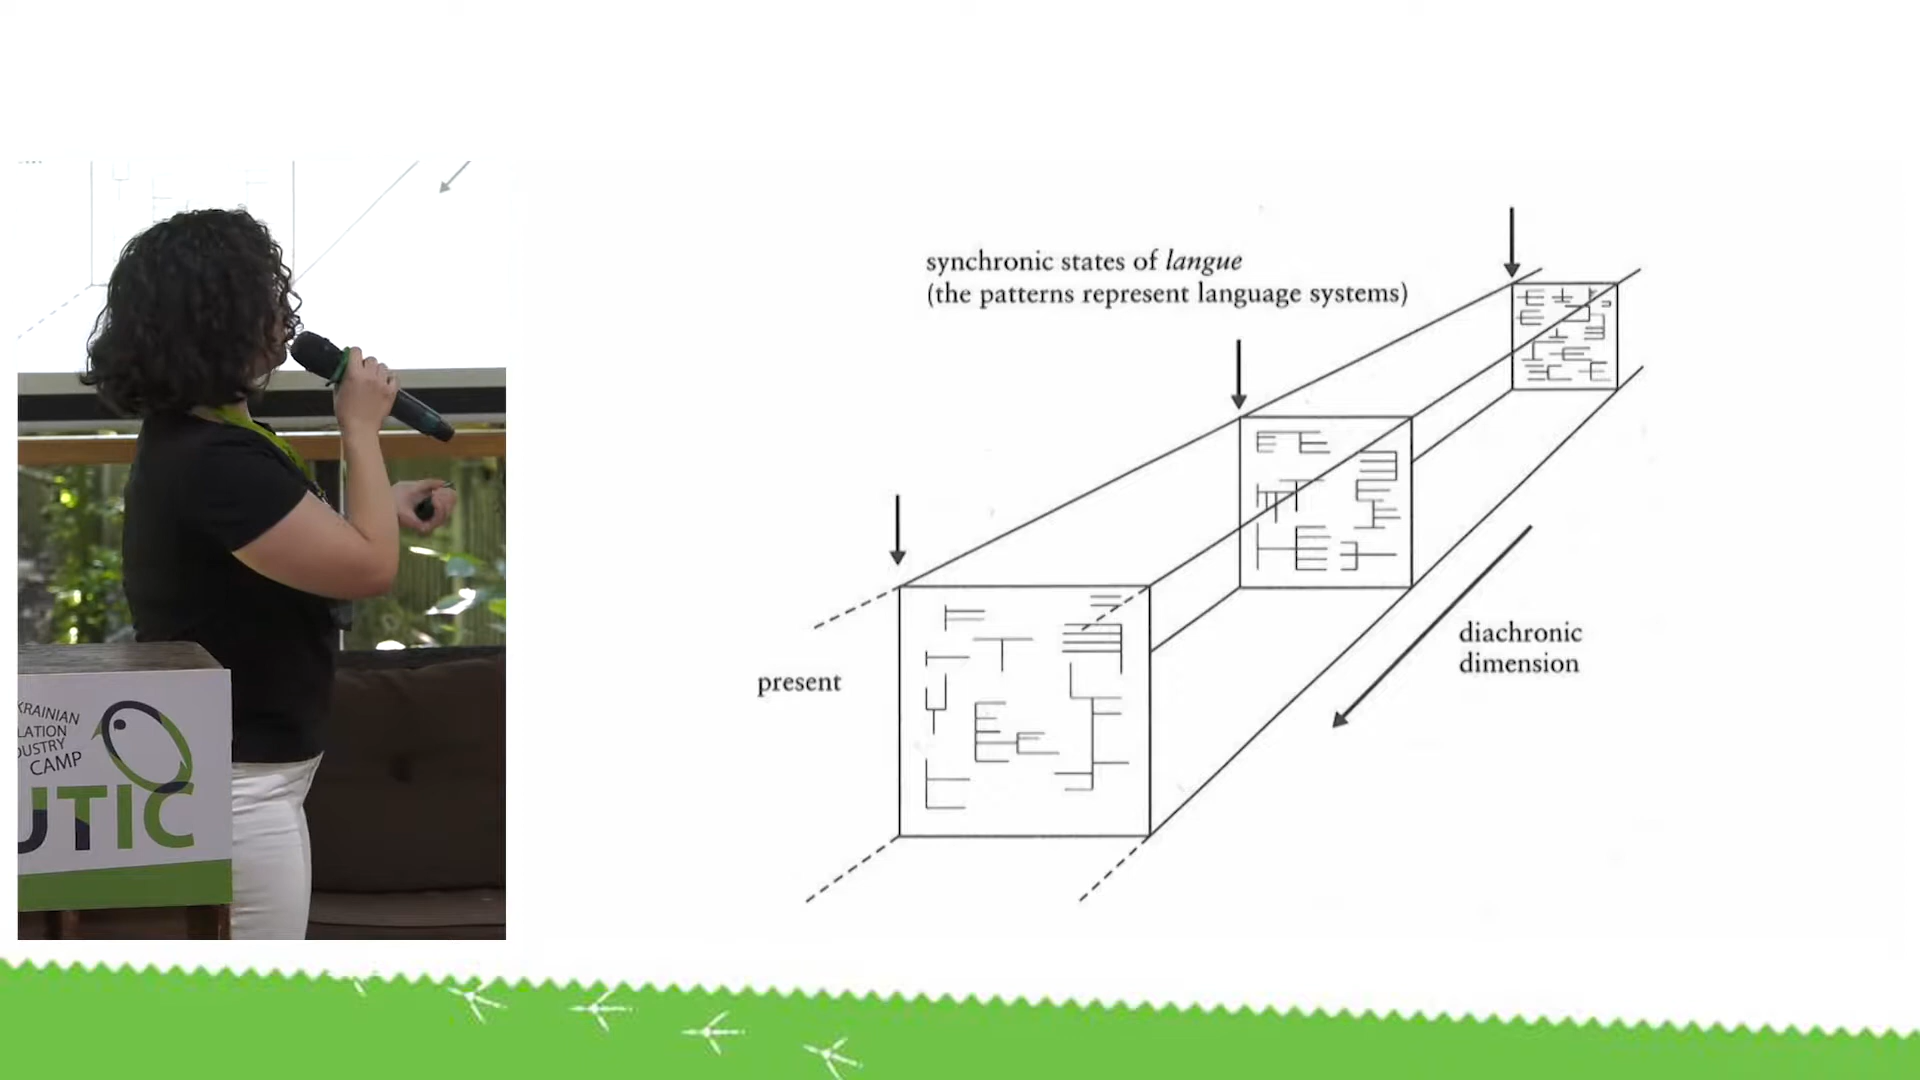 KRAINIAN
LATION
USTRY
CAMP
UTIC
synchronic states of langue
(the patterns represent language systems)
present
diachronic
dimension